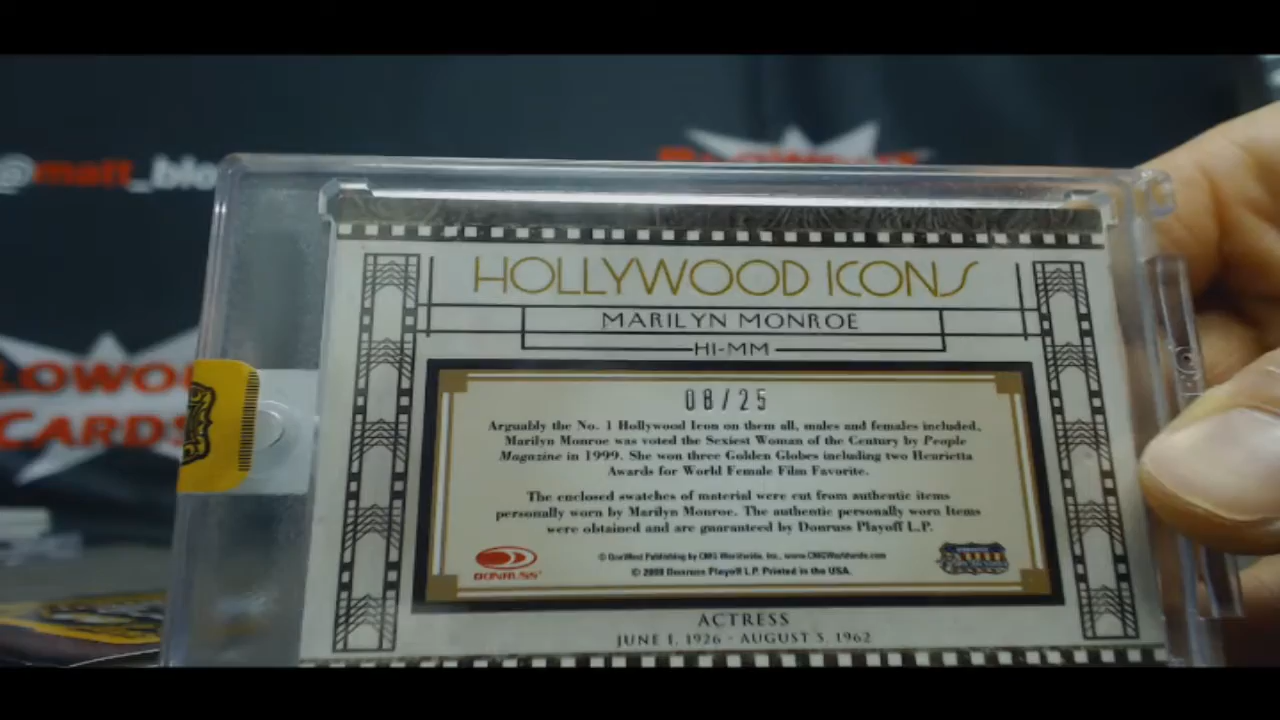 @matt_blo
BLOWOUT
LOWOU
CARDS
HOLLYWOOD ICONS
MARILYN MONROE
HI-MM
08/25
Arguably the No. 1 Hollywood Icon on them all, males and females included,
Marilyn Monroe was voted the Sexiest Woman of the Century by People
Magazine in 1999. She won three Golden Globes including two Henrietta
Awards for World Female Film Favorite.
The enclosed swatches of material were cut from authentic items
personally worn by Marilyn Monroe. The authentic personally worn Items
were obtained and are guaranteed by Donruss Playoff L.P.
DONRUSS
© 2008 Donruss Playoff L.P. Printed in the USA.
ACTRESS
JUNE 1, 1926 - AUGUST 5, 1962